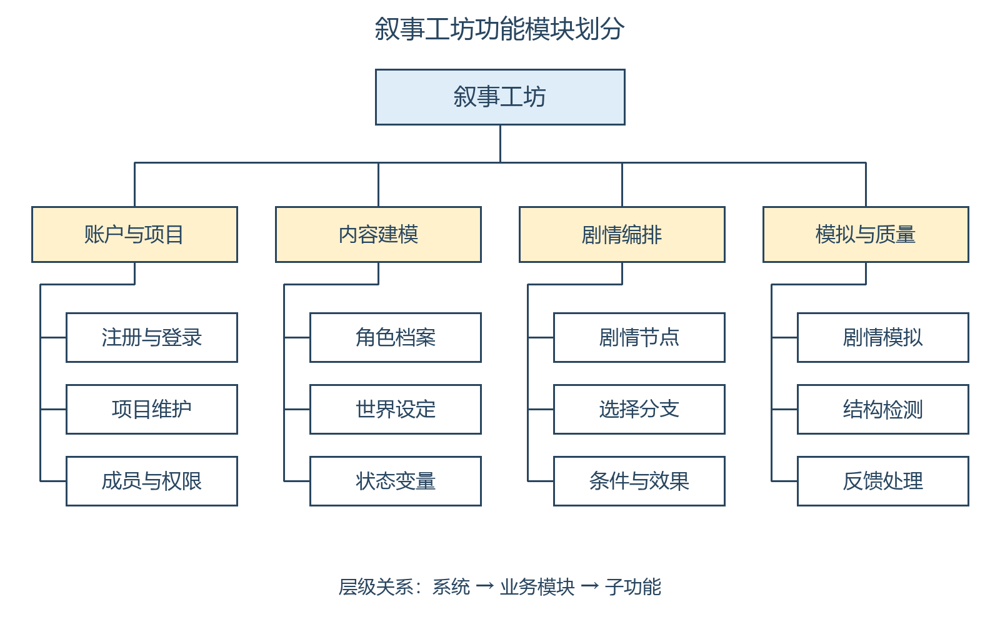 叙事工坊功能模块划分
叙事工坊
账户与项目
内容建模
剧情编排
模拟与质量
注册与登录
角色档案
剧情节点
剧情模拟
项目维护
世界设定
选择分支
结构检测
成员与权限
状态变量
条件与效果
反馈处理
层级关系：系统 → 业务模块 → 子功能